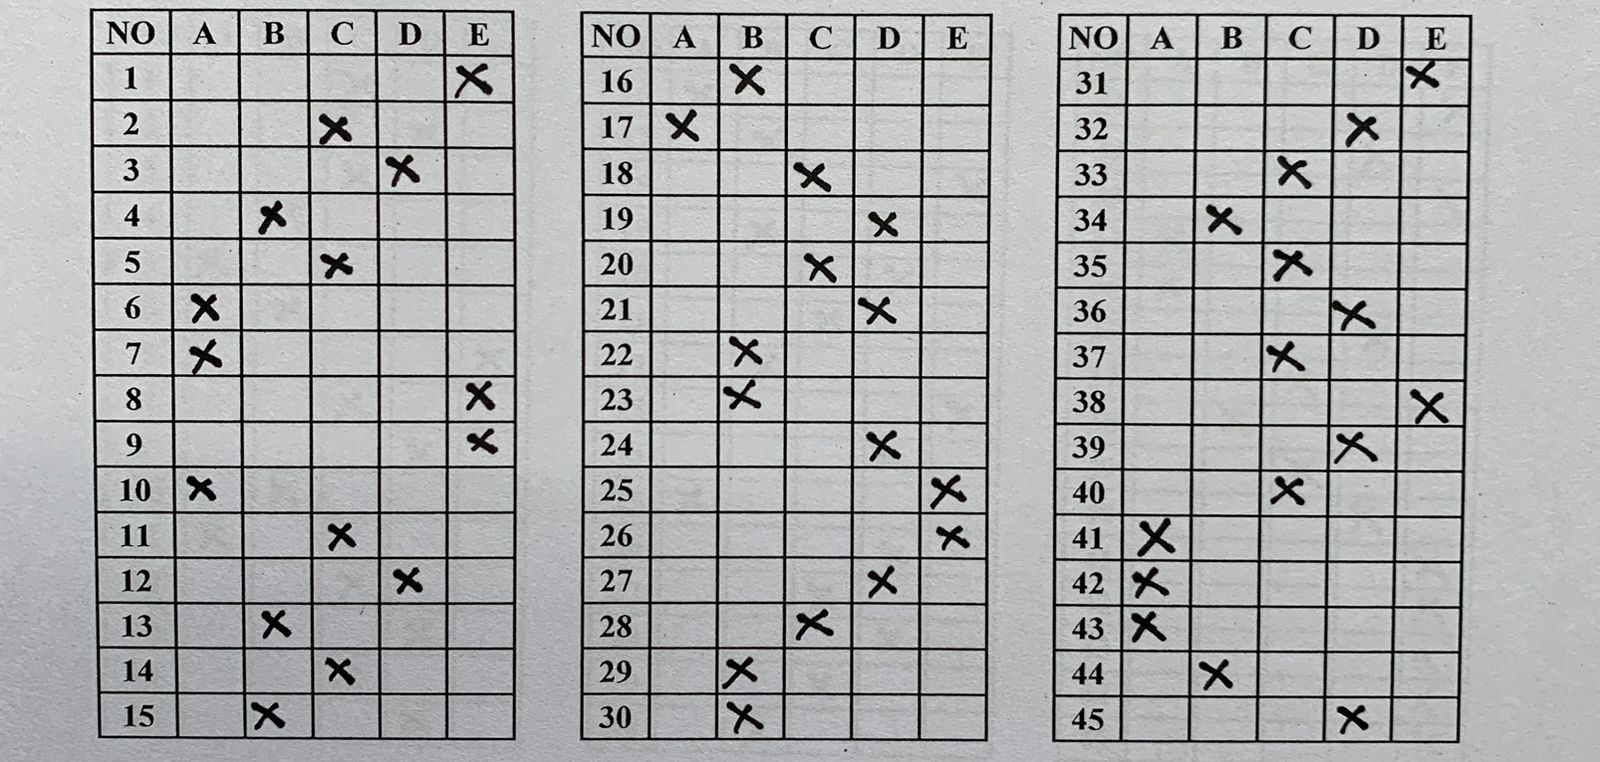 NO A B C D E
1 X
2 X
3 X
4 X
5 X
6 X
7 X
8 X
9 X
10 X
11 X
12 X
13 X
14 X
15 X
NO A B C D E
16 X
17 X
18 X
19 X
20 X
21 X
22 X
23 X
24 X
25 X
26 X
27 X
28 X
29 X
30 X
NO A B C D E
31 X
32 X
33 X
34 X
35 X
36 X
37 X
38 X
39 X
40 X
41 X
42 X
43 X
44 X
45 X